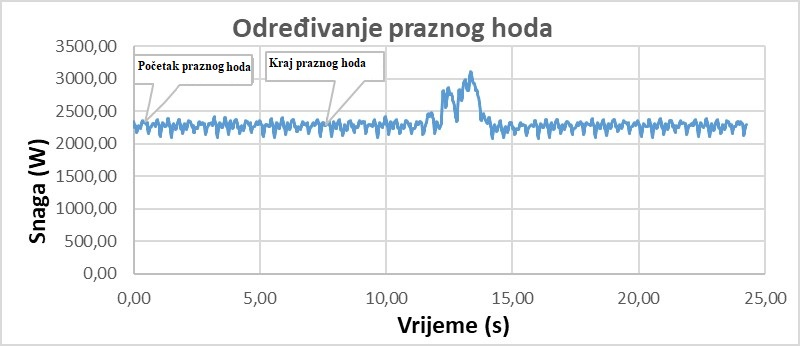 Određivanje praznog hoda
3500,00
3000,00
2500,00
2000,00
1500,00
1000,00
500,00
0,00
Početak praznog hoda
Kraj praznog hoda
Snaga (W)
0,00 5,00 10,00 15,00 20,00 25,00
Vrijeme (s)